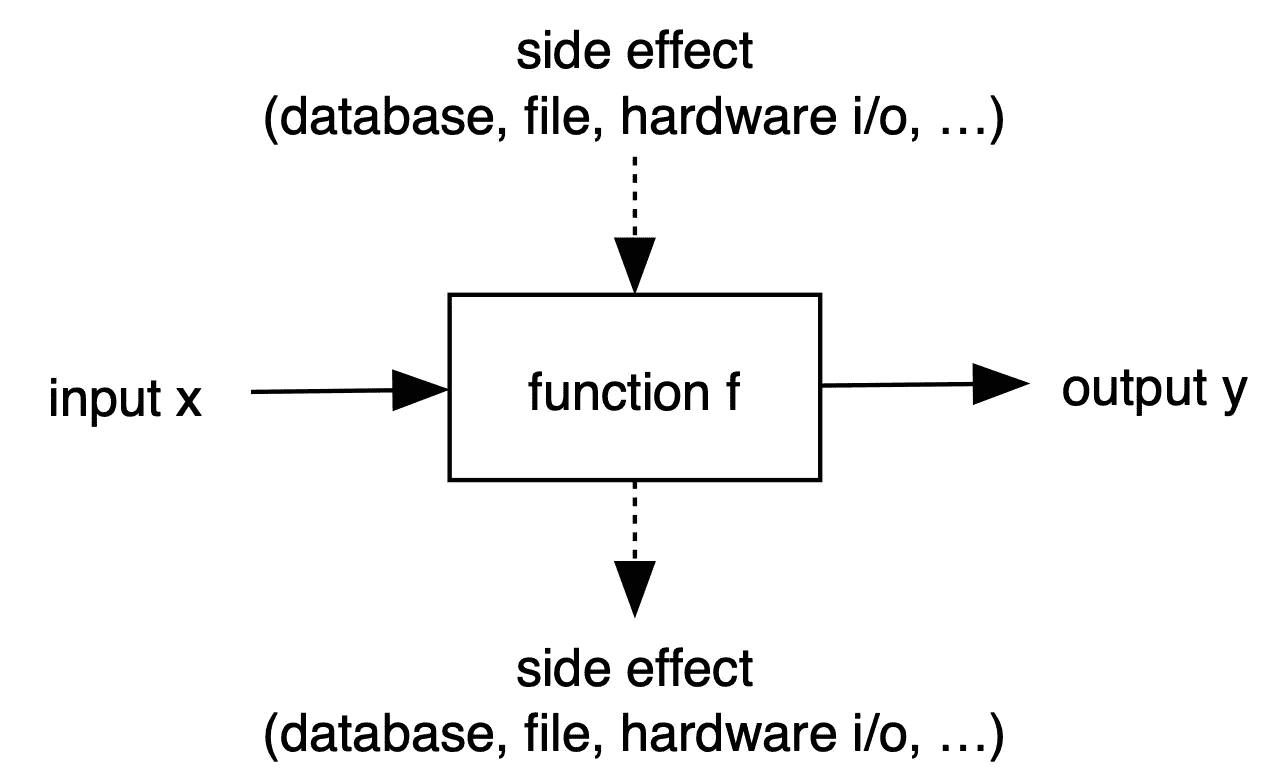 side effect
(database, file, hardware i/o, …)
input x
function f
output y
side effect
(database, file, hardware i/o, …)